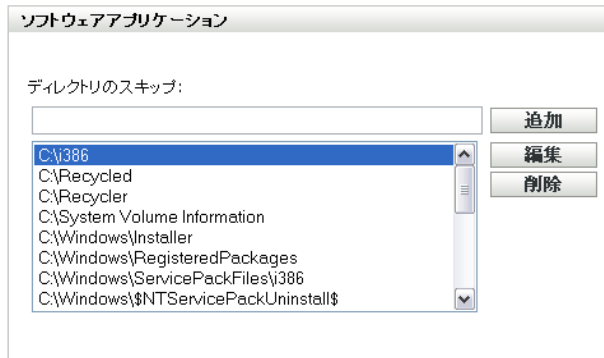 ソフトウェアアプリケーション
ディレクトリのスキップ:
追加
C:\i386
編集
C:\Recycled
削除
C:\Recycler
C:\System Volume Information
C:\Windows\Installer
C:\Windows\RegisteredPackages
C:\Windows\ServicePackFiles\i386
C:\Windows\$NTServicePackUninstall$